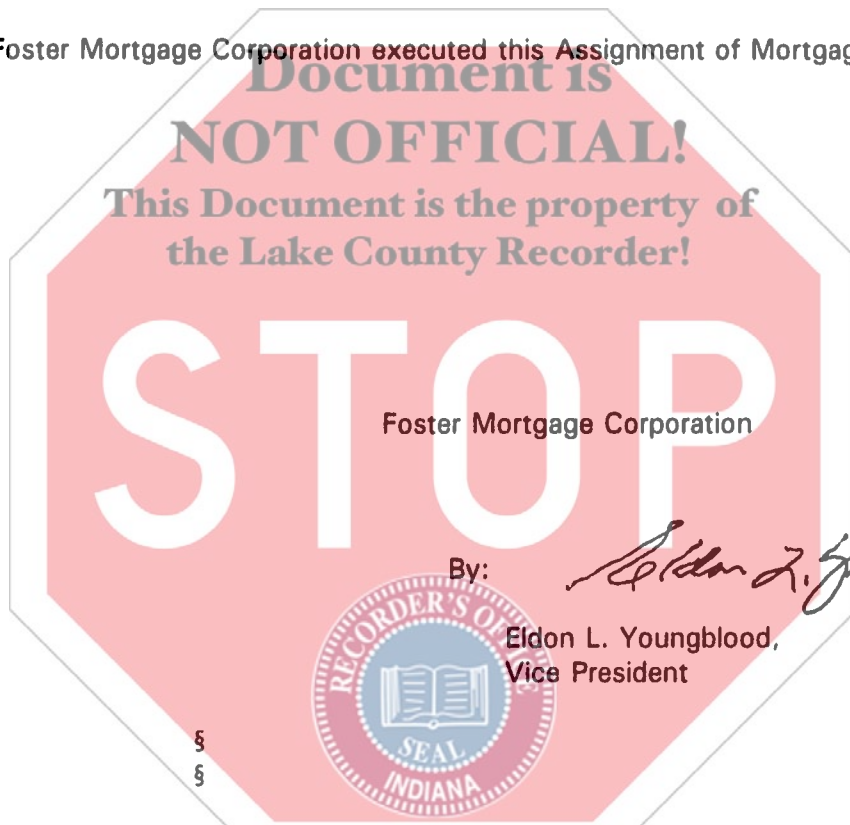 Foster Mortgage Corporation executed this Assignment of Mortgag
Document is
NOT OFFICIAL!
This Document is the property of
the Lake County Recorder!
STOP
Foster Mortgage Corporation
By:
Eldon L.
Eldon L. Youngblood,
Vice President
RECORDER'S OFFICE
SEAL
INDIANA
§
§